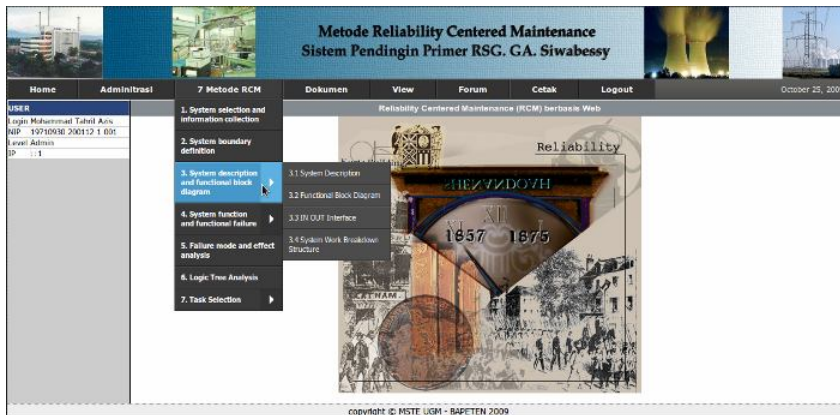 Metode Reliability Centered Maintenance
Sistem Pendingin Primer RSG. GA. Siwabessy
Home Adminitrasi 7 Metode RCM Dokumen View Forum Cetak Logout October 25, 200
USER
Login Mohammad Tahril Azis
NIP 19710930 200112 1 001
Level Admin
IP ::1
Reliability Centered Maintenance (RCM) berbasis Web
1. System selection and
information collection
2. System boundary
definition
3. System description
and functional block
diagram
4. System function
and functional failure
5. Failure mode and effect
analysis
6. Logic Tree Analysis
7. Task Selection
3.1 System Description
3.2 Functional Block Diagram
3.3 IN OUT Interface
3.4 System Work Breakdown
Structure
Reliability
SHENANDOAH
1857 1875
copyright © MSTE UGM - BAPETEN 2009